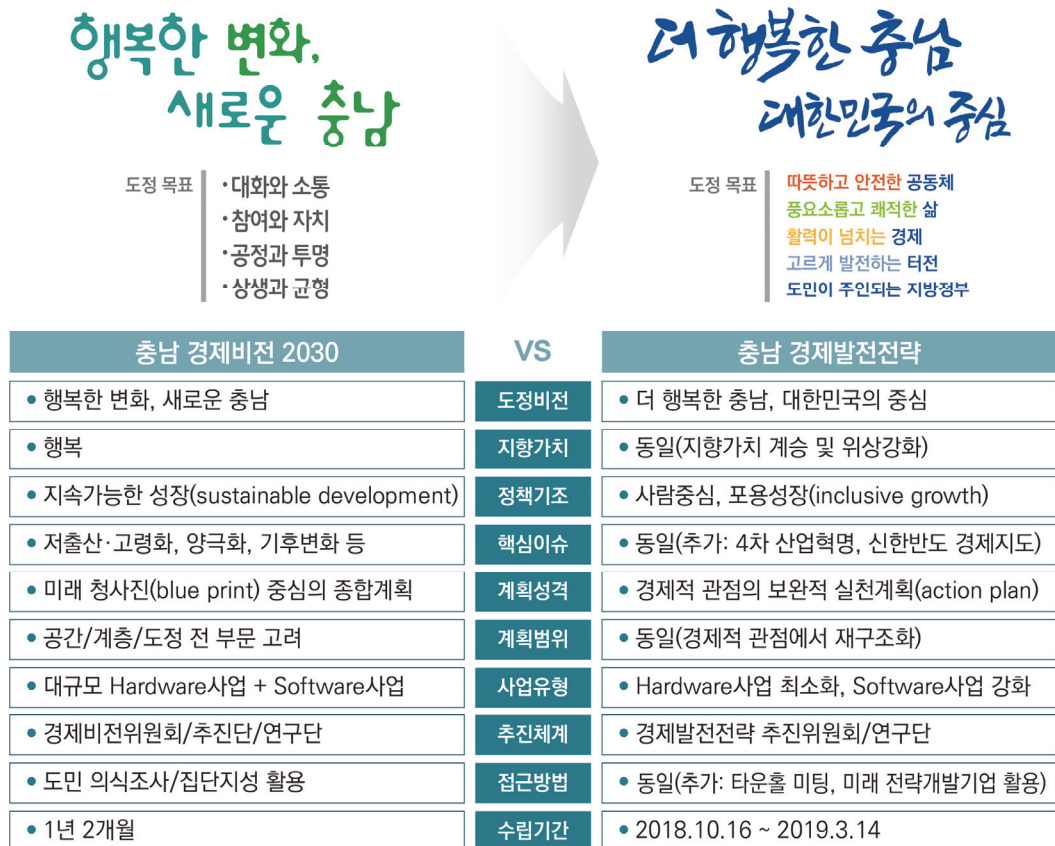 행복한 변화,
새로운 충남
도정 목표
·대화와 소통
·참여와 자치
·공정과 투명
·상생과 균형
더 행복한 충남
대한민국의 중심
도정 목표
따뜻하고 안전한 공동체
풍요소롭고 쾌적한 삶
활력이 넘치는 경제
고르게 발전하는 터전
도민이 주인되는 지방정부
충남 경제비전 2030 VS 충남 경제발전전략
• 행복한 변화, 새로운 충남 도정비전 • 더 행복한 충남, 대한민국의 중심
• 행복 지향가치 • 동일(지향가치 계승 및 위상강화)
• 지속가능한 성장(sustainable development) 정책기조 • 사람중심, 포용성장(inclusive growth)
• 저출산·고령화, 양극화, 기후변화 등 핵심이슈 • 동일(추가: 4차 산업혁명, 신한반도 경제지도)
• 미래 청사진(blue print) 중심의 종합계획 계획성격 • 경제적 관점의 보완적 실천계획(action plan)
• 공간/계층/도정 전 부문 고려 계획범위 • 동일(경제적 관점에서 재구조화)
• 대규모 Hardware사업 + Software사업 사업유형 • Hardware사업 최소화, Software사업 강화
• 경제비전위원회/추진단/연구단 추진체계 • 경제발전전략 추진위원회/연구단
• 도민 의식조사/집단지성 활용 접근방법 • 동일(추가: 타운홀 미팅, 미래 전략개발기업 활용)
• 1년 2개월 수립기간 • 2018.10.16 ~ 2019.3.14